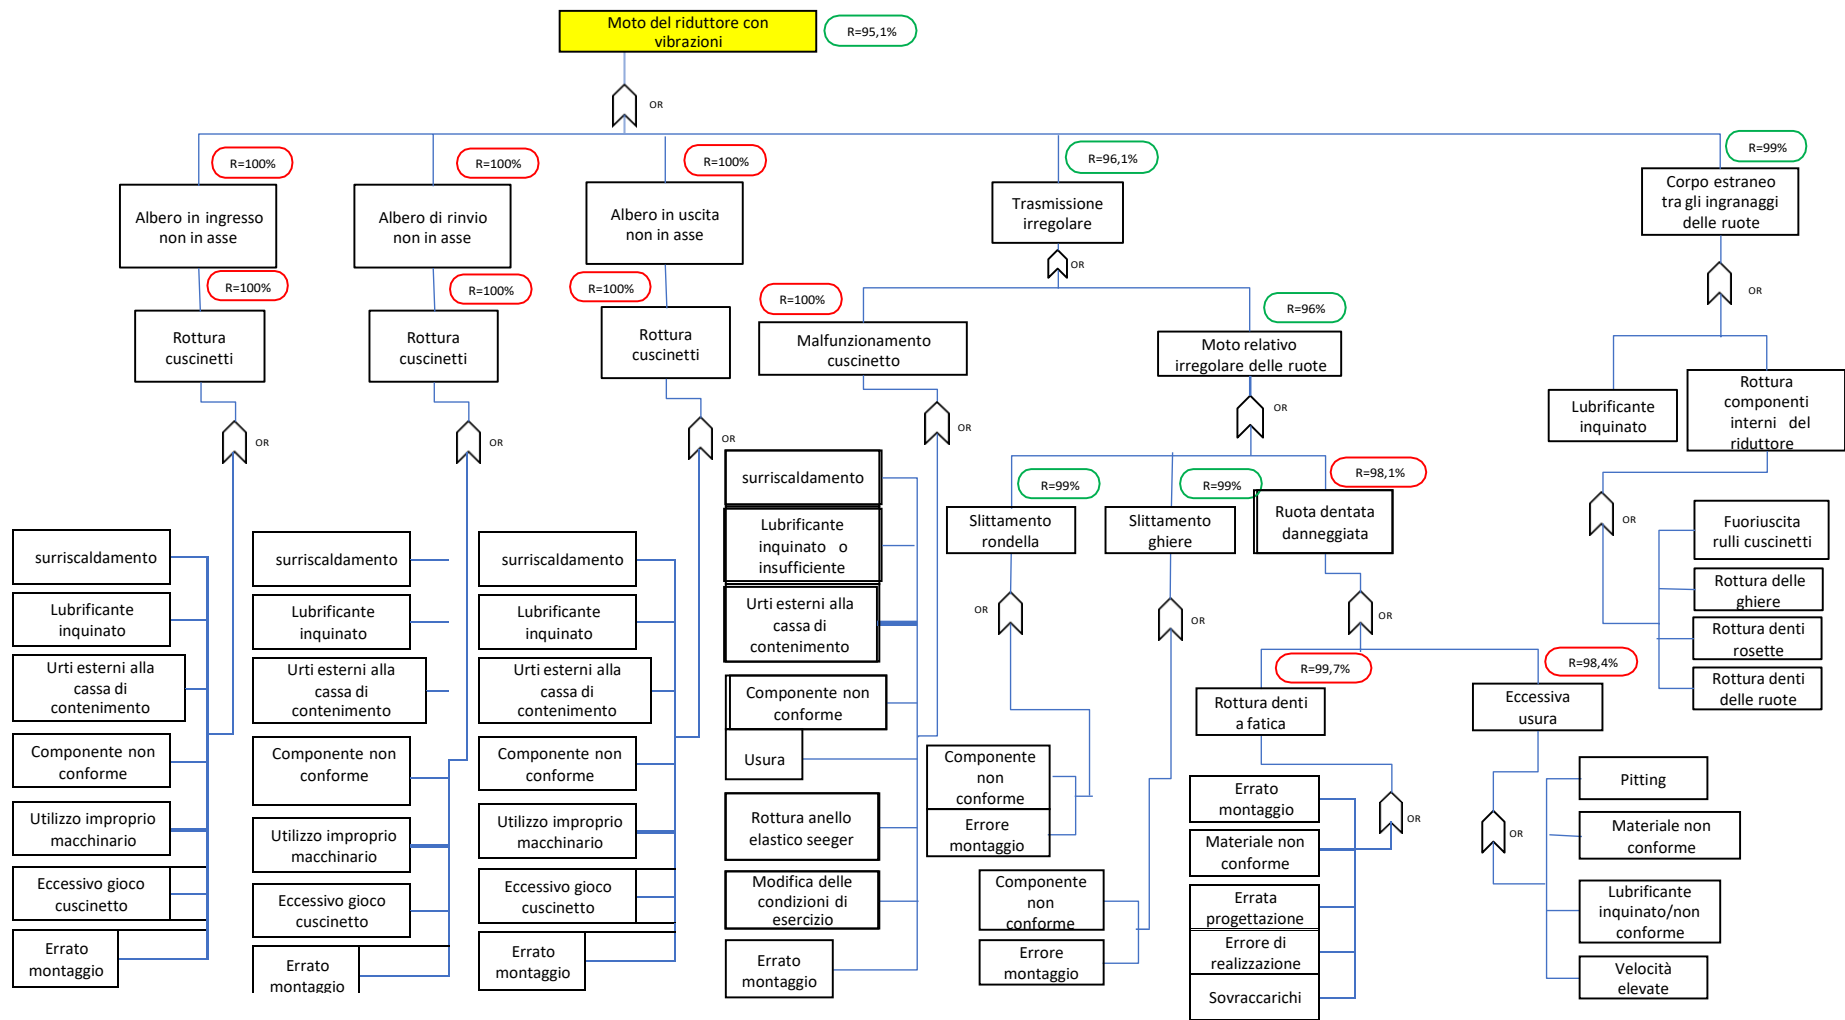 Moto del riduttore con
vibrazioni
R=95,1%
OR
R=100%
R=100%
R=100%
R=96,1%
R=99%
Albero in ingresso
non in asse
Albero di rinvio
non in asse
Albero in uscita
non in asse
Trasmissione
irregolare
Corpo estraneo
tra gli ingranaggi
delle ruote
OR
OR
R=100%
R=100%
R=100%
R=100%
R=96%
Rottura
cuscinetti
Rottura
cuscinetti
Rottura
cuscinetti
Malfunzionamento
cuscinetto
Moto relativo
irregolare delle ruote
Lubrificante
inquinato
Rottura
componenti
interni del
riduttore
OR
OR
OR
OR
OR
OR
surriscaldamento
Lubrificante
inquinato
Urti esterni alla
cassa di
contenimento
Componente non
conforme
Utilizzo improprio
macchinario
Eccessivo gioco
cuscinetto
Errato
montaggio
surriscaldamento
Lubrificante
inquinato
Urti esterni alla
cassa di
contenimento
Componente non
conforme
Utilizzo improprio
macchinario
Eccessivo gioco
cuscinetto
Errato
montaggio
surriscaldamento
Lubrificante
inquinato
Urti esterni alla
cassa di
contenimento
Componente non
conforme
Utilizzo improprio
macchinario
Eccessivo gioco
cuscinetto
Errato
montaggio
surriscaldamento
Lubrificante
inquinato o
insufficiente
Urti esterni alla
cassa di
contenimento
Componente non
conforme
Usura
Rottura anello
elastico seeger
Modifica delle
condizioni di
esercizio
Errato
montaggio
R=99%
R=99%
R=98,1%
Slittamento
rondella
Slittamento
ghiere
Ruota dentata
danneggiata
OR
OR
OR
Componente
non
conforme
Errore
montaggio
Componente
non
conforme
Errore
montaggio
R=99,7%
R=98,4%
Rottura denti
a fatica
Eccessiva
usura
OR
OR
Errato
montaggio
Materiale non
conforme
Errata
progettazione
Errore di
realizzazione
Sovraccarichi
Pitting
Materiale non
conforme
Lubrificante
inquinato/non
conforme
Velocità
elevate
Fuoriuscita
rulli cuscinetti
Rottura delle
ghiere
Rottura denti
rosette
Rottura denti
delle ruote